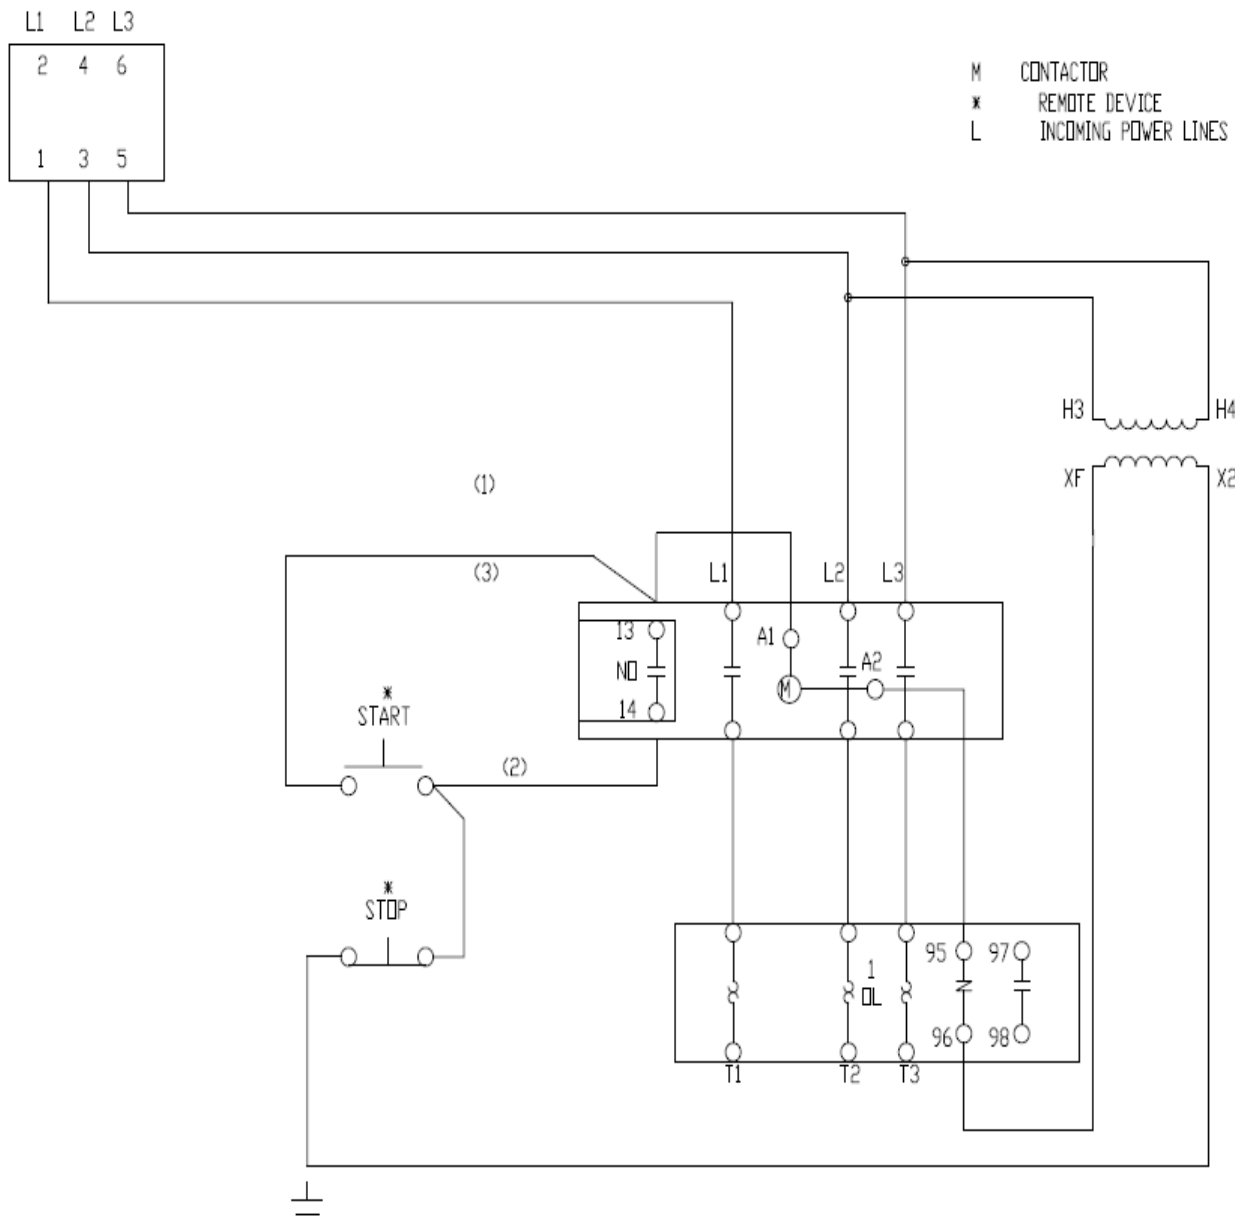 L1 L2 L3
2 4 6
1 3 5
M CONTACTOR
* REMOTE DEVICE
L INCOMING POWER LINES
H3 H4
XF X2
(1)
(3)
L1 L2 L3
13 A1
NO M A2
14
*
START
(2)
*
STOP
95 97
1
OL
96 98
T1 T2 T3